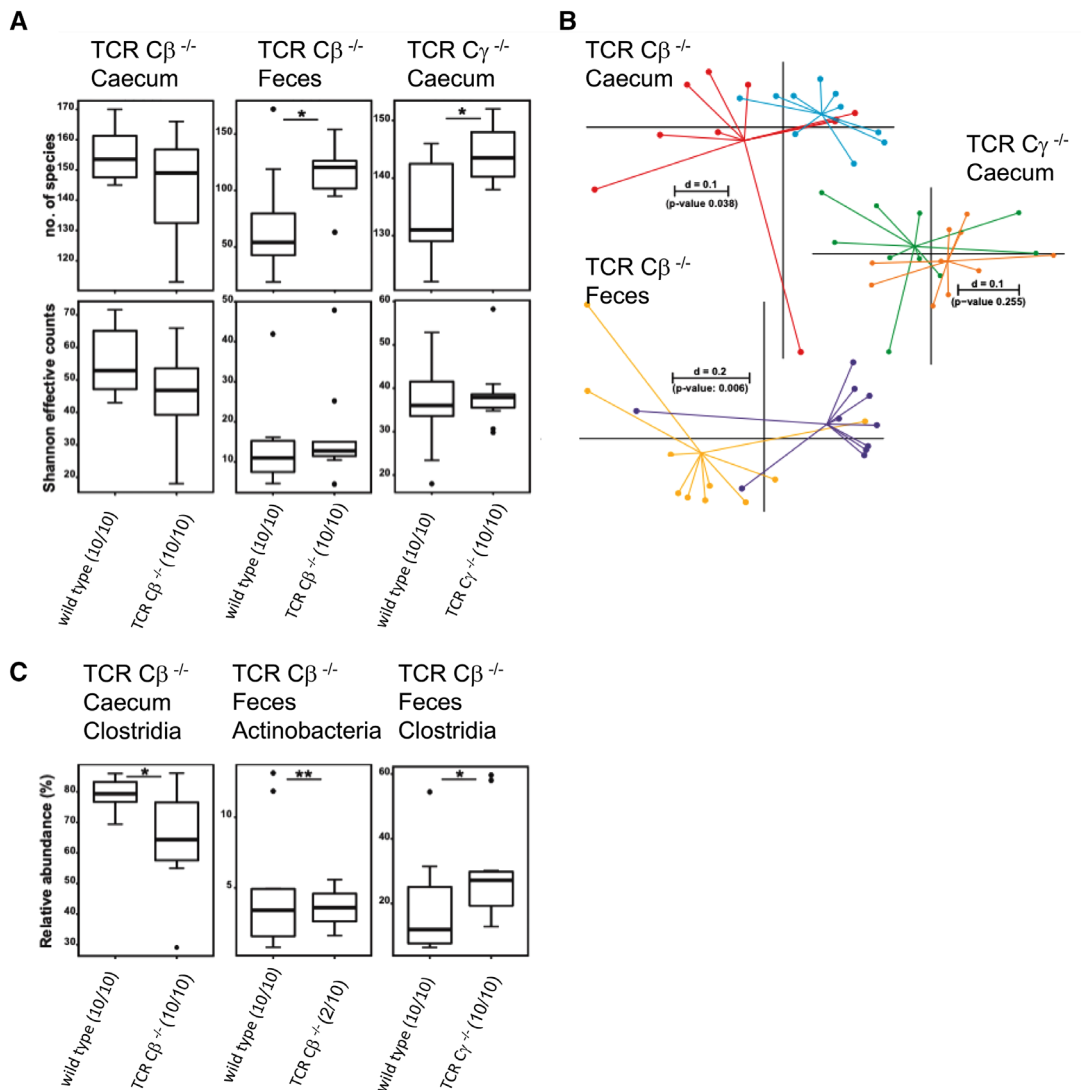 A
TCR Cβ -/-
Caecum
TCR Cβ -/-
Feces
TCR Cγ -/-
Caecum
no. of species
170
160
150
140
130
120
*
150
100
50
*
150
140
130
Shannon effective counts
70
60
50
40
30
20
50
40
30
20
10
60
50
40
30
20
wild type (10/10)
TCR Cβ -/- (10/10)
wild type (10/10)
TCR Cβ -/- (10/10)
wild type (10/10)
TCR Cγ -/- (10/10)
B
TCR Cβ -/-
Caecum
d = 0.1
(p-value 0.038)
TCR Cγ -/-
Caecum
d = 0.1
(p-value 0.255)
TCR Cβ -/-
Feces
d = 0.2
(p-value: 0.006)
C
TCR Cβ -/-
Caecum
Clostridia
TCR Cβ -/-
Feces
Actinobacteria
TCR Cβ -/-
Feces
Clostridia
Relative abundance (%)
80
70
60
50
40
30
*
10
5
**
60
40
20
*
wild type (10/10)
TCR Cβ -/- (10/10)
wild type (10/10)
TCR Cβ -/- (2/10)
wild type (10/10)
TCR Cγ -/- (10/10)